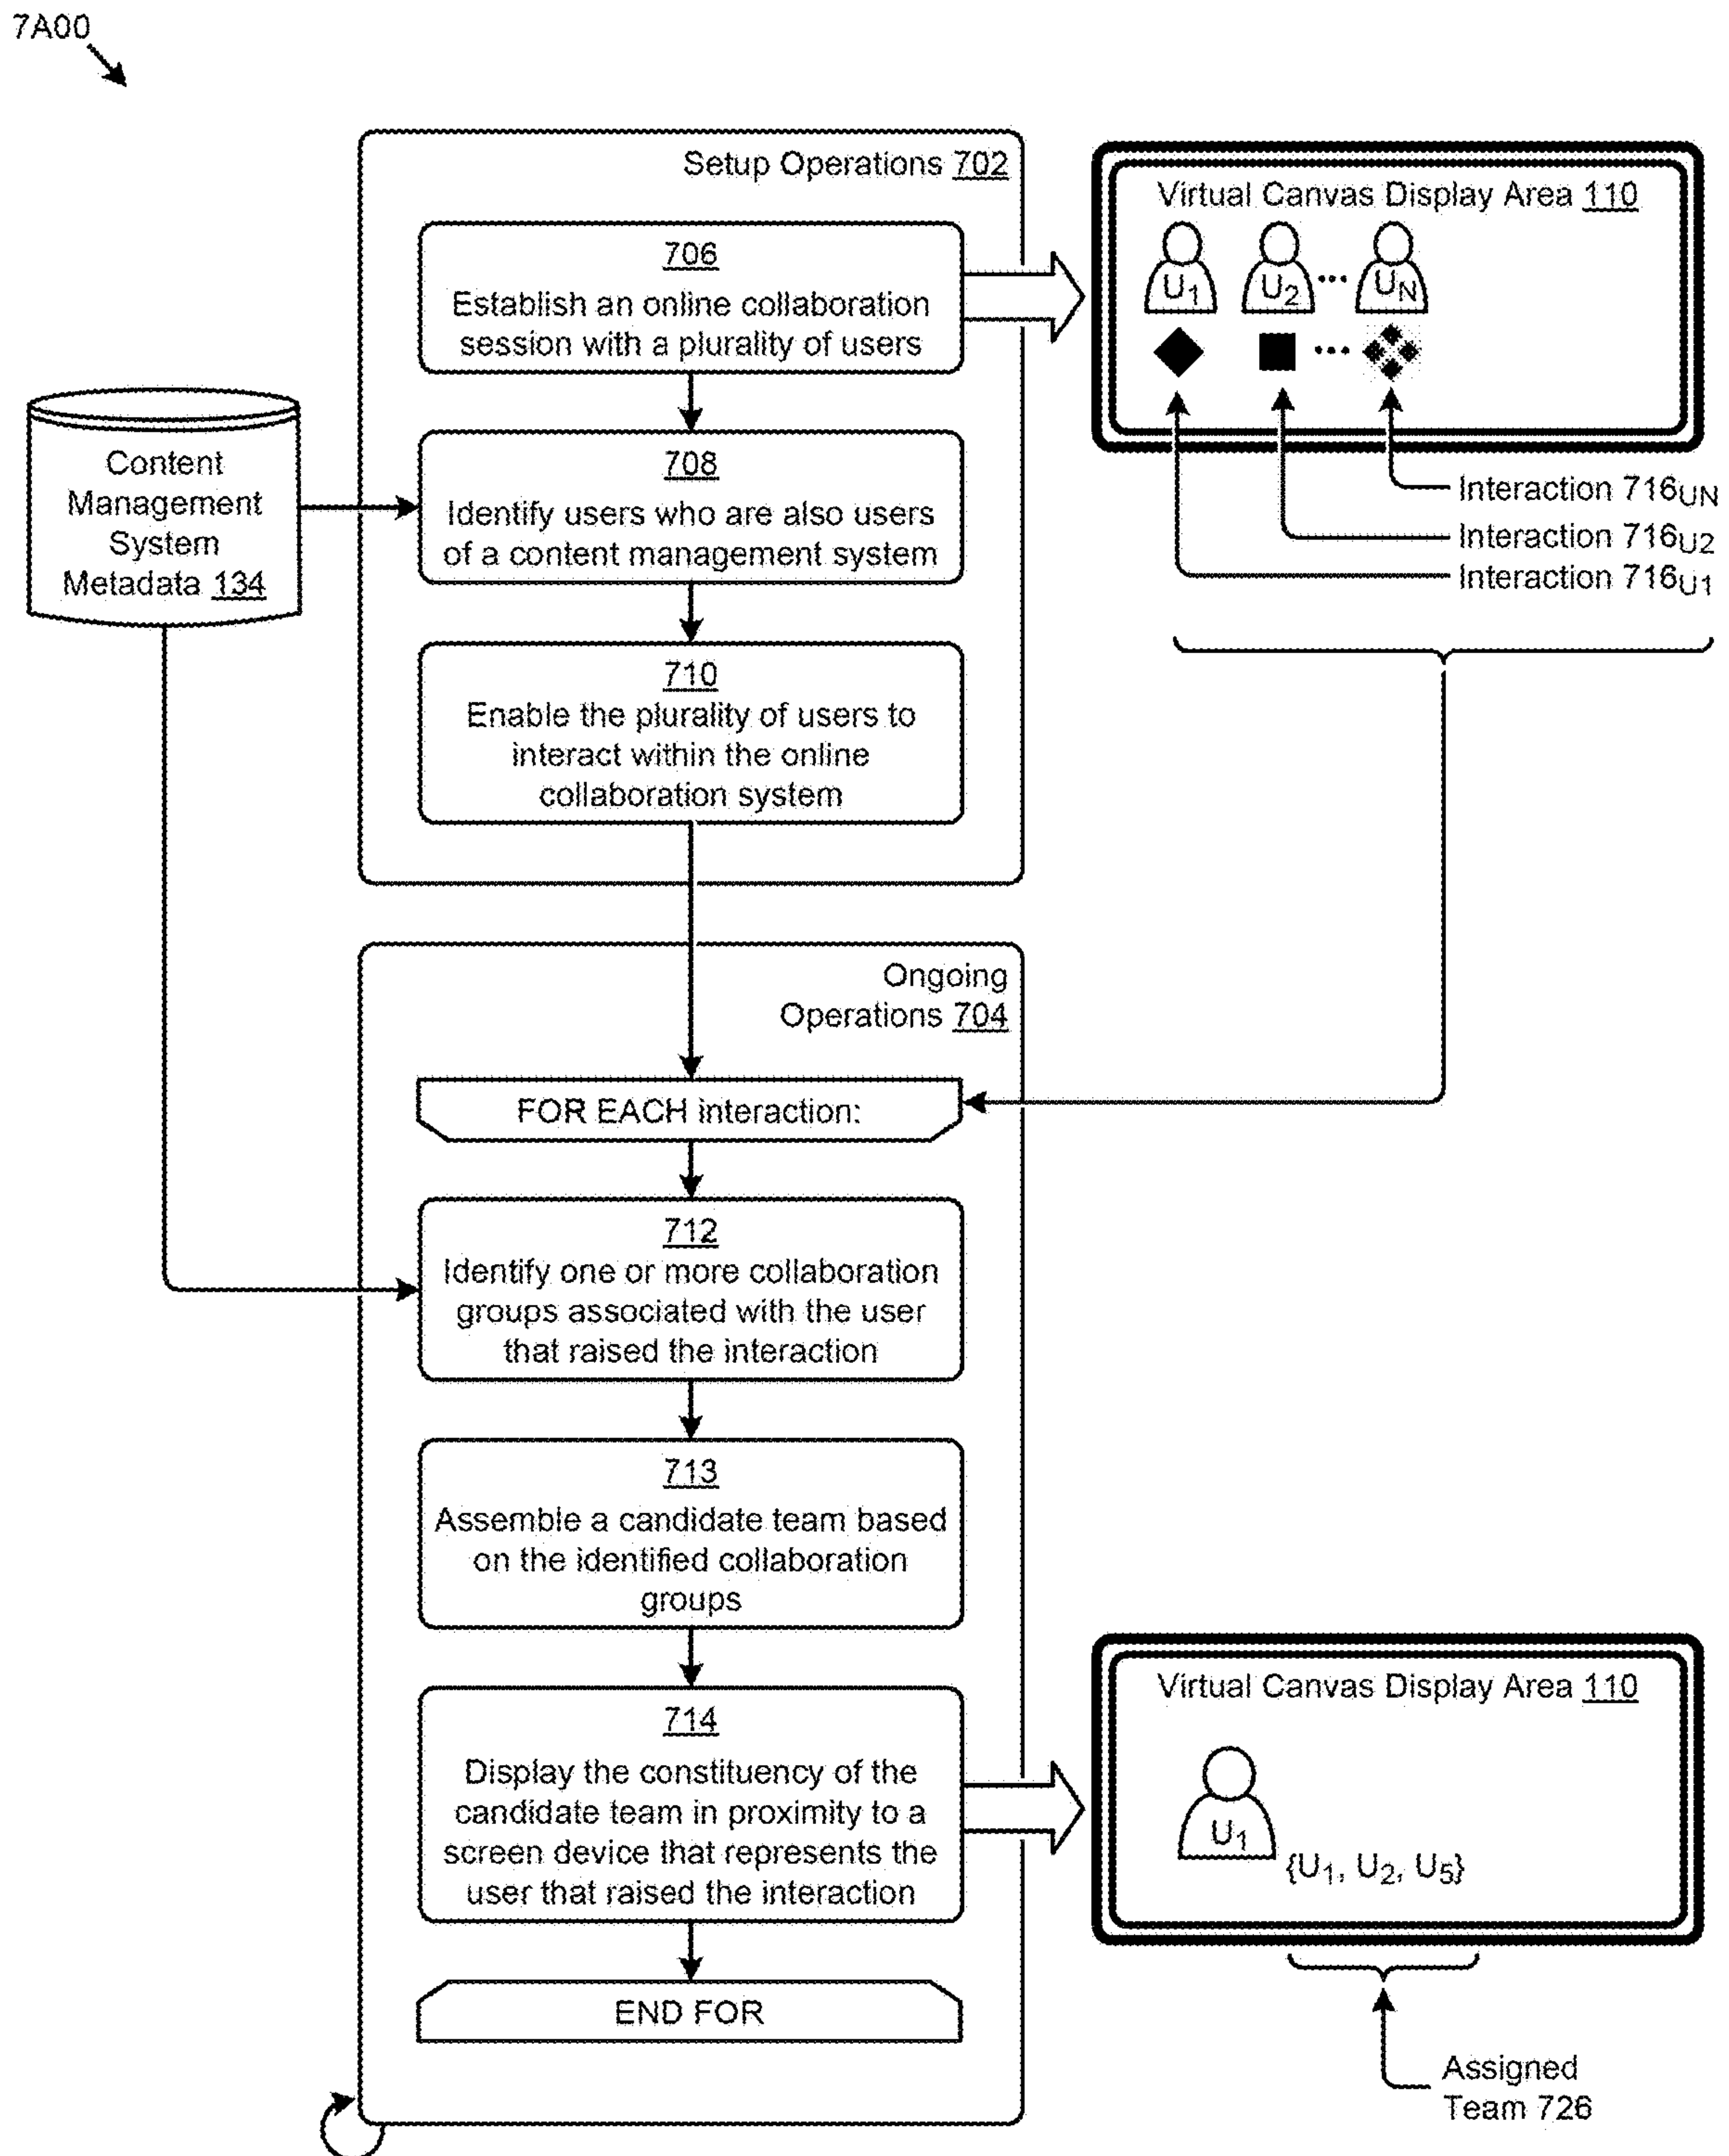 7A00
Setup Operations 702
706
Establish an online collaboration
session with a plurality of users
Virtual Canvas Display Area 110
U1
U2
...
UN
...
Interaction 716UN
Interaction 716U2
Interaction 716U1
Content
Management
System
Metadata 134
708
Identify users who are also users
of a content management system
710
Enable the plurality of users to
interact within the online
collaboration system
Ongoing
Operations 704
FOR EACH interaction:
712
Identify one or more collaboration
groups associated with the user
that raised the interaction
713
Assemble a candidate team based
on the identified collaboration
groups
714
Display the constituency of the
candidate team in proximity to a
screen device that represents the
user that raised the interaction
END FOR
Virtual Canvas Display Area 110
U1
{U1, U2, U5}
Assigned
Team 726